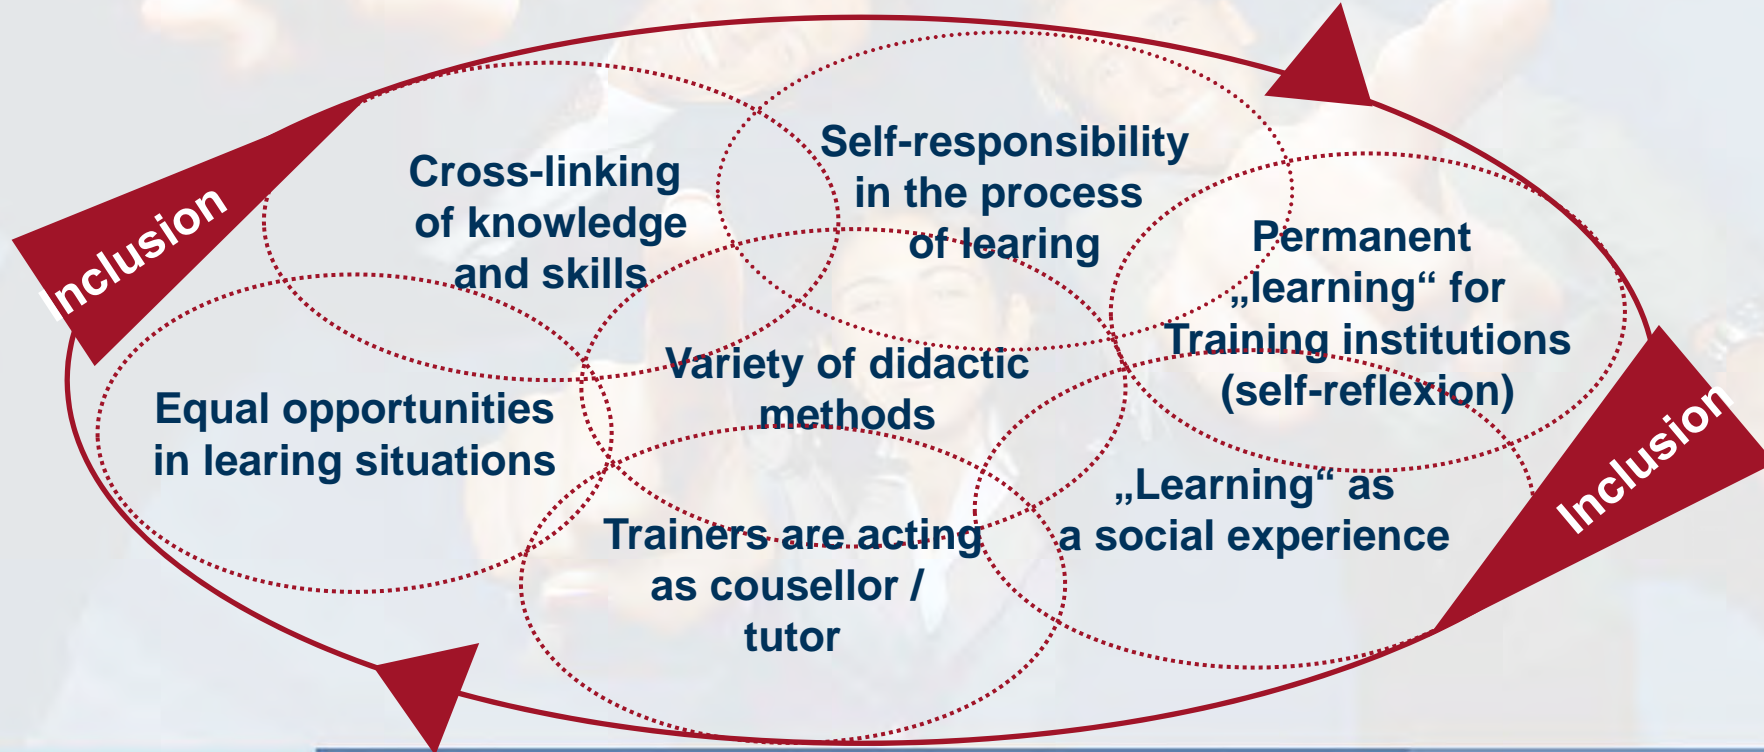 Inclusion
Cross-linking
of knowledge
and skills
Self-responsibility
in the process
of learing
Permanent
„learning“ for
Training institutions
(self-reflexion)
Equal opportunities
in learing situations
Variety of didactic
methods
„Learning“ as
a social experience
Trainers are acting
as cousellor /
tutor
Inclusion